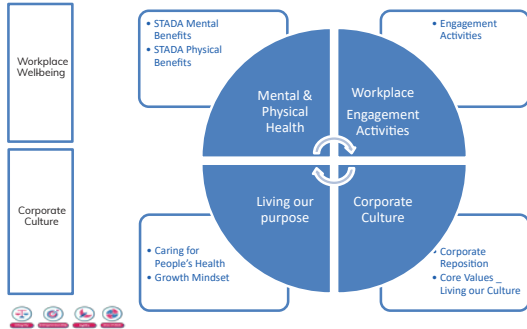 Workplace
Wellbeing
• STADA Mental
Benefits
• STADA Physical
Benefits
• Engagement
Activities
Mental &
Physical
Health
Workplace
Engagement
Activities
Corporate
Culture
Living our
purpose
Corporate
Culture
• Caring for
People's Health
• Growth Mindset
• Corporate
Reposition
• Core Values _
Living our Culture